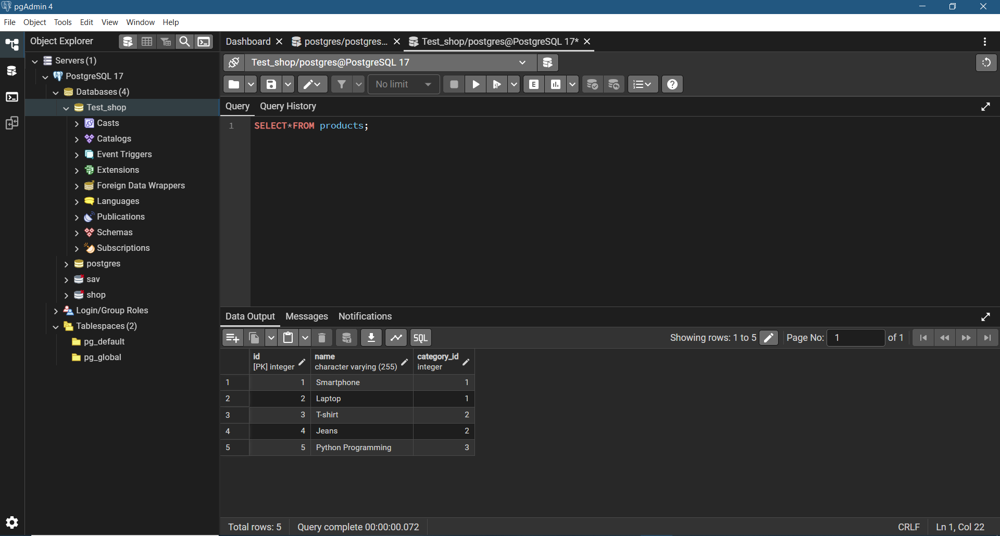 pgAdmin 4
File Object Tools Edit View Window Help
Object Explorer
Servers (1)
PostgreSQL 17
Databases (4)
Test_shop
Casts
Catalogs
Event Triggers
Extensions
Foreign Data Wrappers
Languages
Publications
Schemas
Subscriptions
postgres
sav
shop
Login/Group Roles
Tablespaces (2)
pg_default
pg_global
Dashboard postgres/postgres... Test_shop/postgres@PostgreSQL 17*
Test_shop/postgres@PostgreSQL 17
No limit E
Query Query History
1 SELECT*FROM products;
Data Output Messages Notifications
SQL Showing rows: 1 to 5 Page No: 1 of 1
id name category_id
[PK] integer character varying (255) integer
1 1 Smartphone 1
2 2 Laptop 1
3 3 T-shirt 2
4 4 Jeans 2
5 5 Python Programming 3
Total rows: 5 Query complete 00:00:00.072 CRLF Ln 1, Col 22